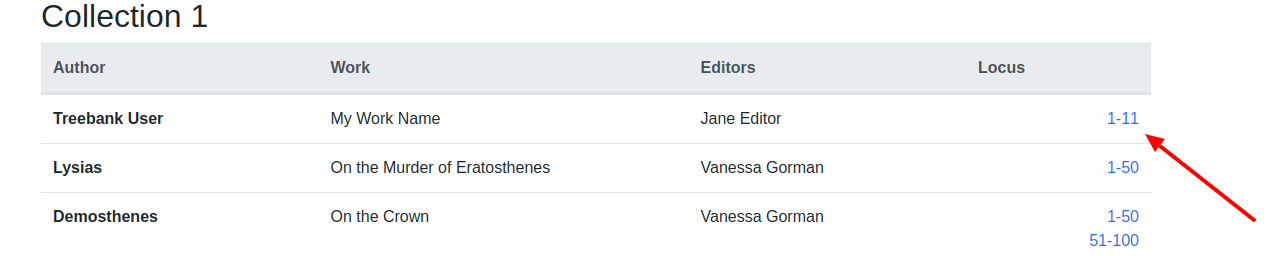 Collection 1
Author Work Editors Locus
Treebank User My Work Name Jane Editor 1-11
Lysias On the Murder of Eratosthenes Vanessa Gorman 1-50
Demosthenes On the Crown Vanessa Gorman 1-50
51-100